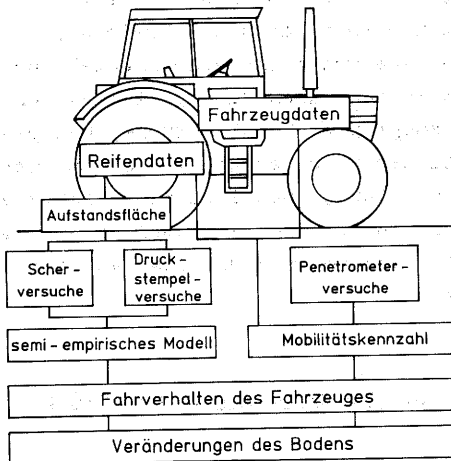 Fahrzeugdaten
Reifendaten
Aufstandsfläche
Scher-
versuche
Druck-
stempel-
versuche
Penetrometer-
versuche
semi-empirisches Modell
Mobilitätskennzahl
Fahrverhalten des Fahrzeuges
Veränderungen des Bodens